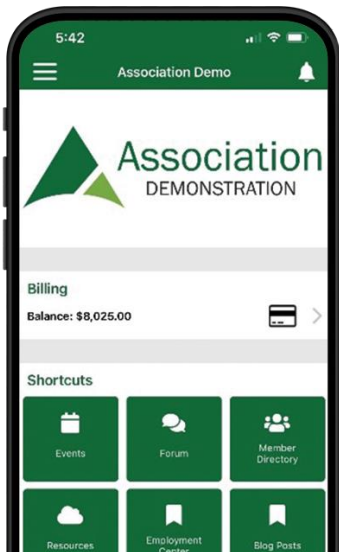 5:42
Association Demo
Association
DEMONSTRATION
Billing
Balance: $8,025.00
Shortcuts
Events
Forum
Member
Directory
Resources
Employment
Center
Blog Posts